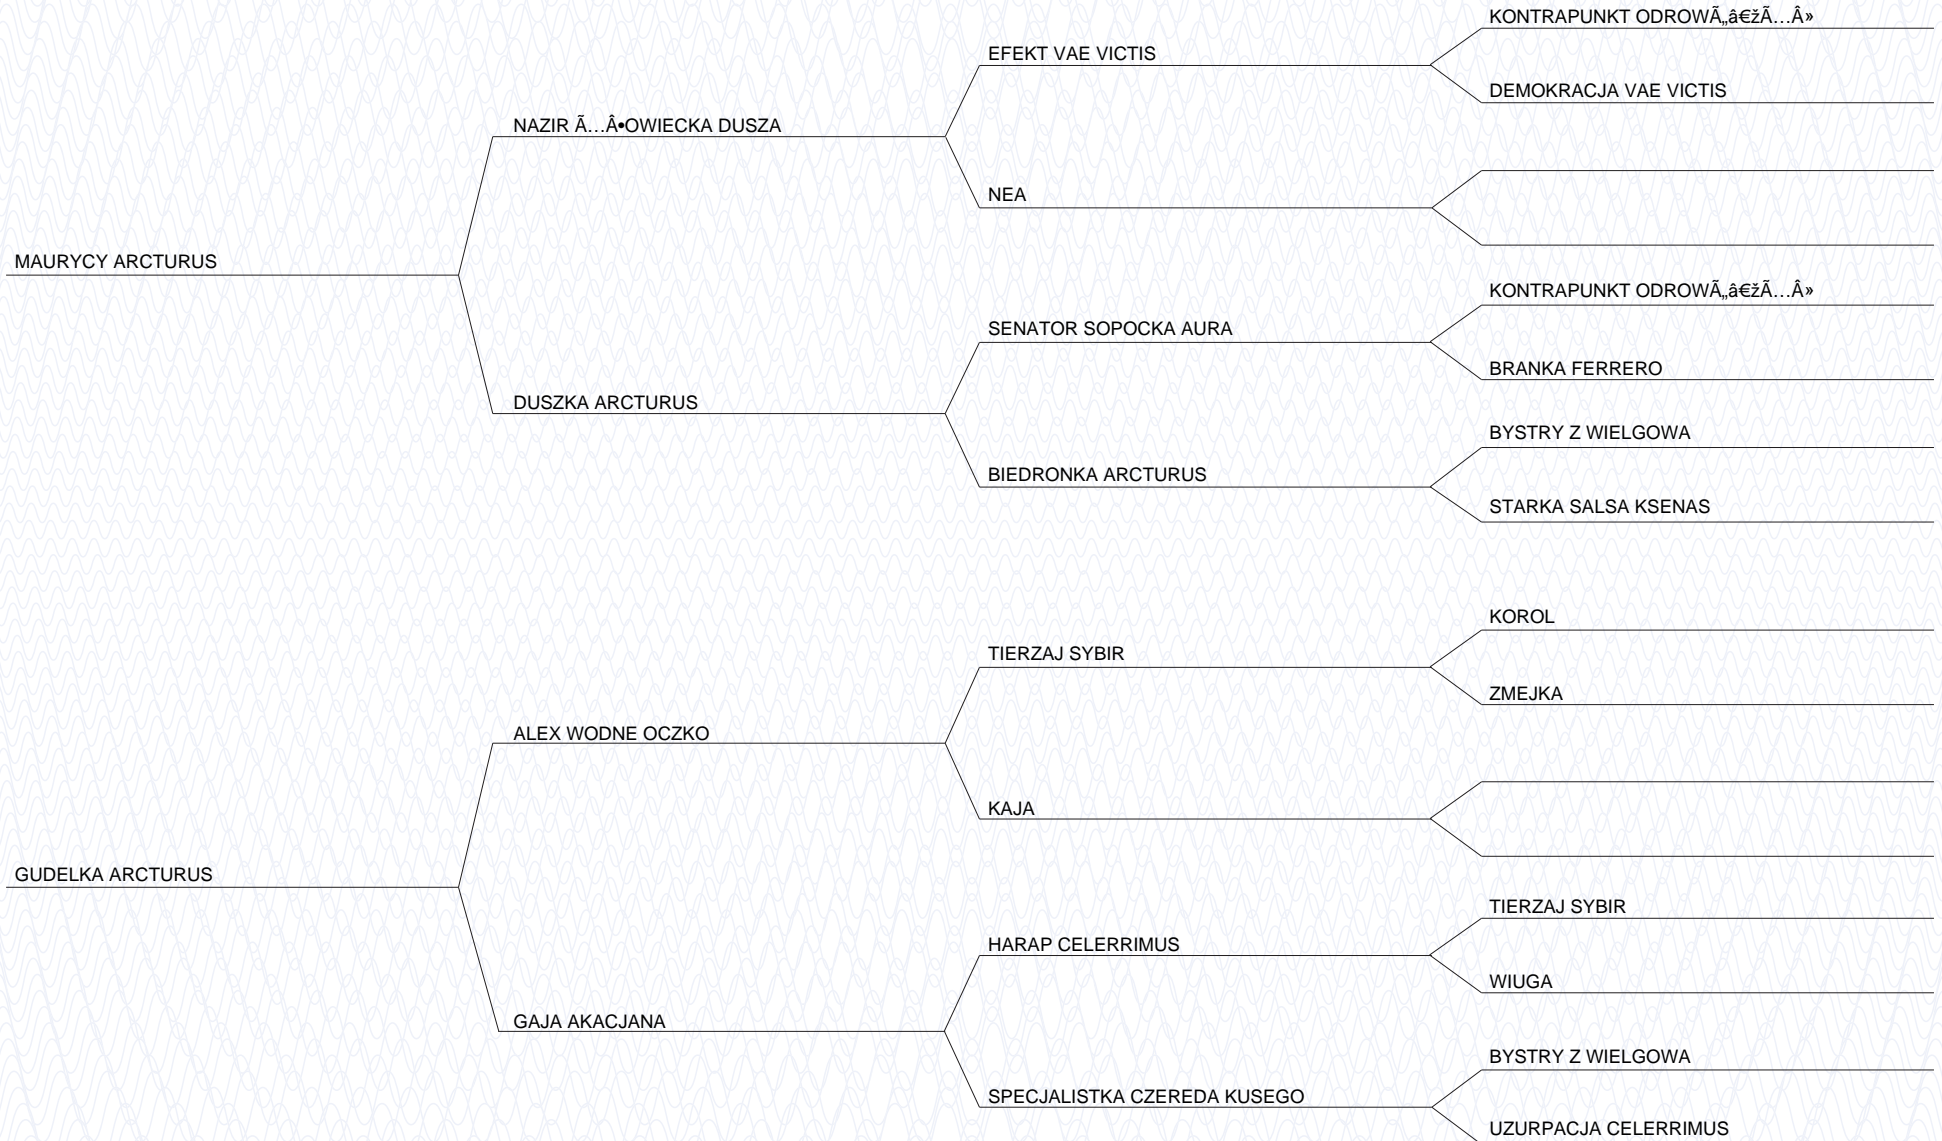 KONTRAPUNKT ODROWÃ„â€žÃ…Â»
EFEKT VAE VICTIS
DEMOKRACJA VAE VICTIS
NAZIR Ã…Â•OWIECKA DUSZA
NEA
MAURYCY ARCTURUS
KONTRAPUNKT ODROWÃ„â€žÃ…Â»
SENATOR SOPOCKA AURA
BRANKA FERRERO
DUSZKA ARCTURUS
BYSTRY Z WIELGOWA
BIEDRONKA ARCTURUS
STARKA SALSA KSENAS
KOROL
TIERZAJ SYBIR
ZMEJKA
ALEX WODNE OCZKO
KAJA
GUDELKA ARCTURUS
TIERZAJ SYBIR
HARAP CELERRIMUS
WIUGA
GAJA AKACJANA
BYSTRY Z WIELGOWA
SPECJALISTKA CZEREDA KUSEGO
UZURPACJA CELERRIMUS